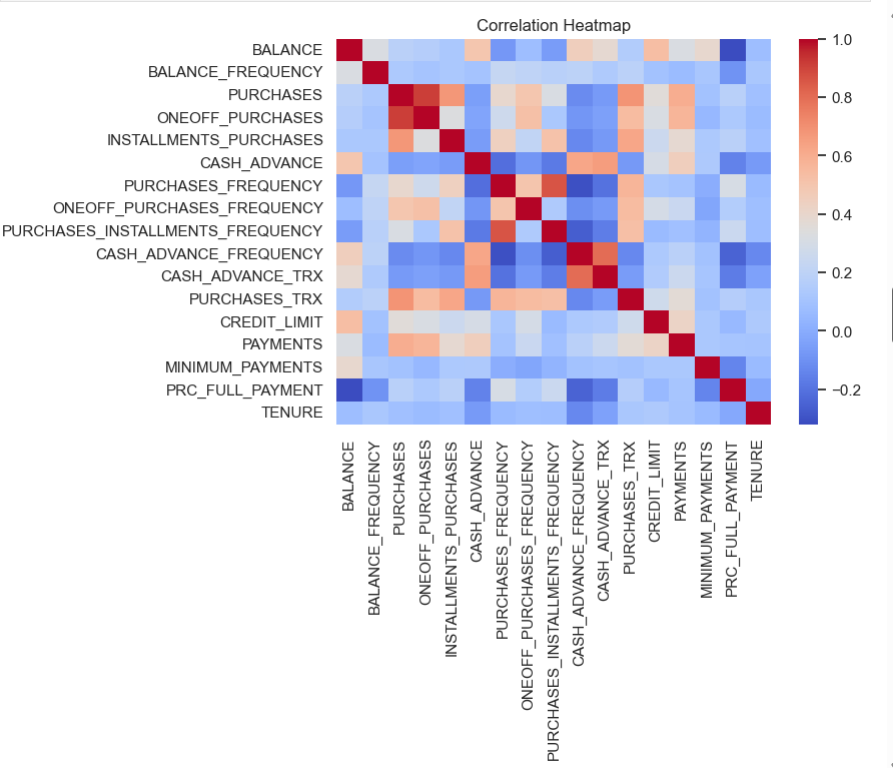 Correlation Heatmap
BALANCE
BALANCE_FREQUENCY
PURCHASES
ONEOFF_PURCHASES
INSTALLMENTS_PURCHASES
CASH_ADVANCE
PURCHASES_FREQUENCY
ONEOFF_PURCHASES_FREQUENCY
PURCHASES_INSTALLMENTS_FREQUENCY
CASH_ADVANCE_FREQUENCY
CASH_ADVANCE_TRX
PURCHASES_TRX
CREDIT_LIMIT
PAYMENTS
MINIMUM_PAYMENTS
PRC_FULL_PAYMENT
TENURE
1.0
0.8
0.6
0.4
0.2
0.0
−0.2
BALANCE
BALANCE_FREQUENCY
PURCHASES
ONEOFF_PURCHASES
INSTALLMENTS_PURCHASES
CASH_ADVANCE
PURCHASES_FREQUENCY
ONEOFF_PURCHASES_FREQUENCY
PURCHASES_INSTALLMENTS_FREQUENCY
CASH_ADVANCE_FREQUENCY
CASH_ADVANCE_TRX
PURCHASES_TRX
CREDIT_LIMIT
PAYMENTS
MINIMUM_PAYMENTS
PRC_FULL_PAYMENT
TENURE